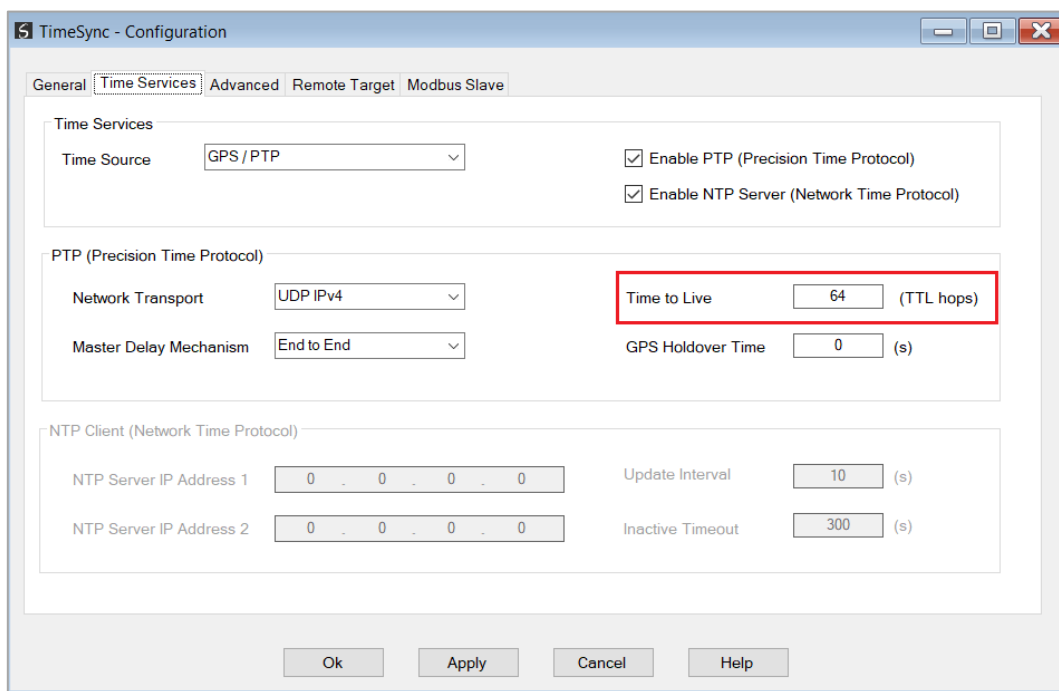 TimeSync - Configuration
General Time Services Advanced Remote Target Modbus Slave
Time Services
Time Source GPS / PTP Enable PTP (Precision Time Protocol)
Enable NTP Server (Network Time Protocol)
PTP (Precision Time Protocol)
Network Transport UDP IPv4 Time to Live 64 (TTL hops)
Master Delay Mechanism End to End GPS Holdover Time 0 (s)
NTP Client (Network Time Protocol)
NTP Server IP Address 1 0 . 0 . 0 . 0 Update Interval 10 (s)
NTP Server IP Address 2 0 . 0 . 0 . 0 Inactive Timeout 300 (s)
Ok Apply Cancel Help